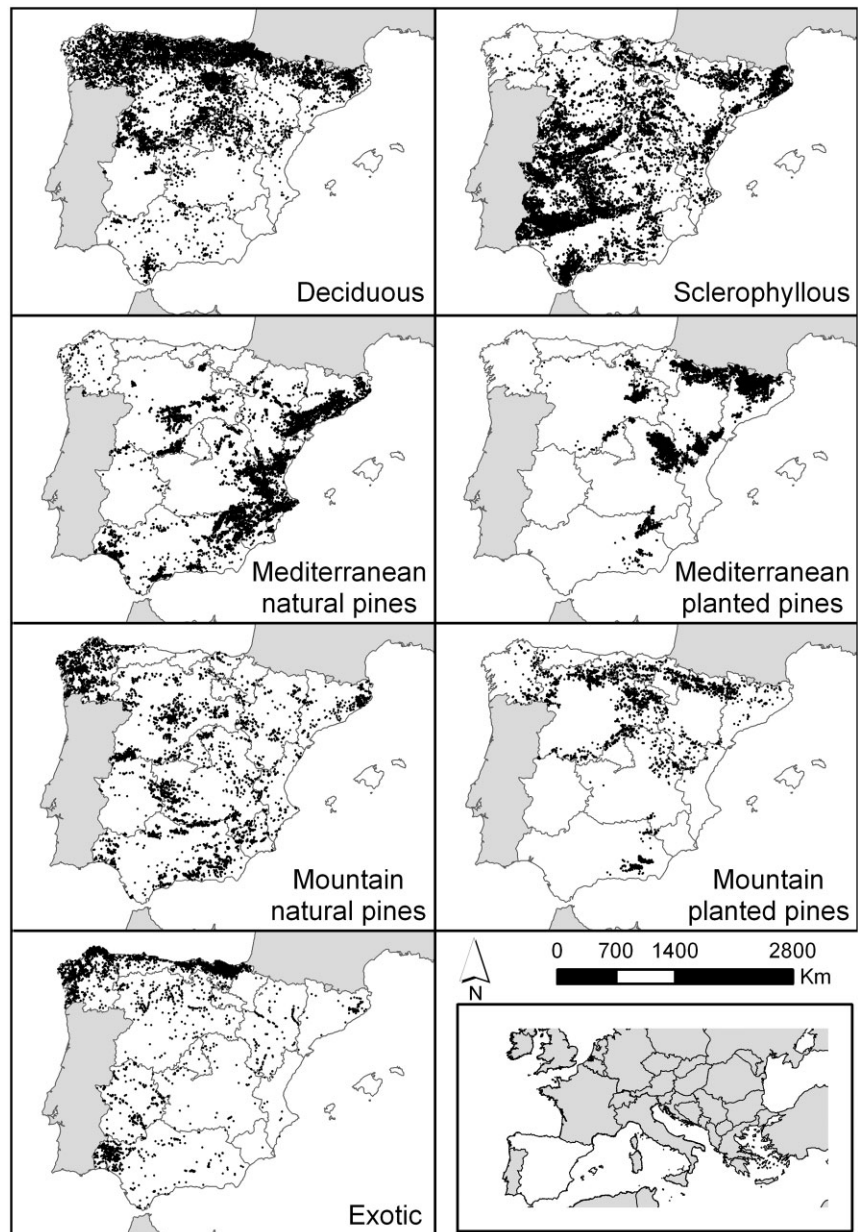 Deciduous
Sclerophyllous
Mediterranean
natural pines
Mediterranean
planted pines
Mountain
natural pines
Mountain
planted pines
Exotic
N
0 700 1400 2800
Km